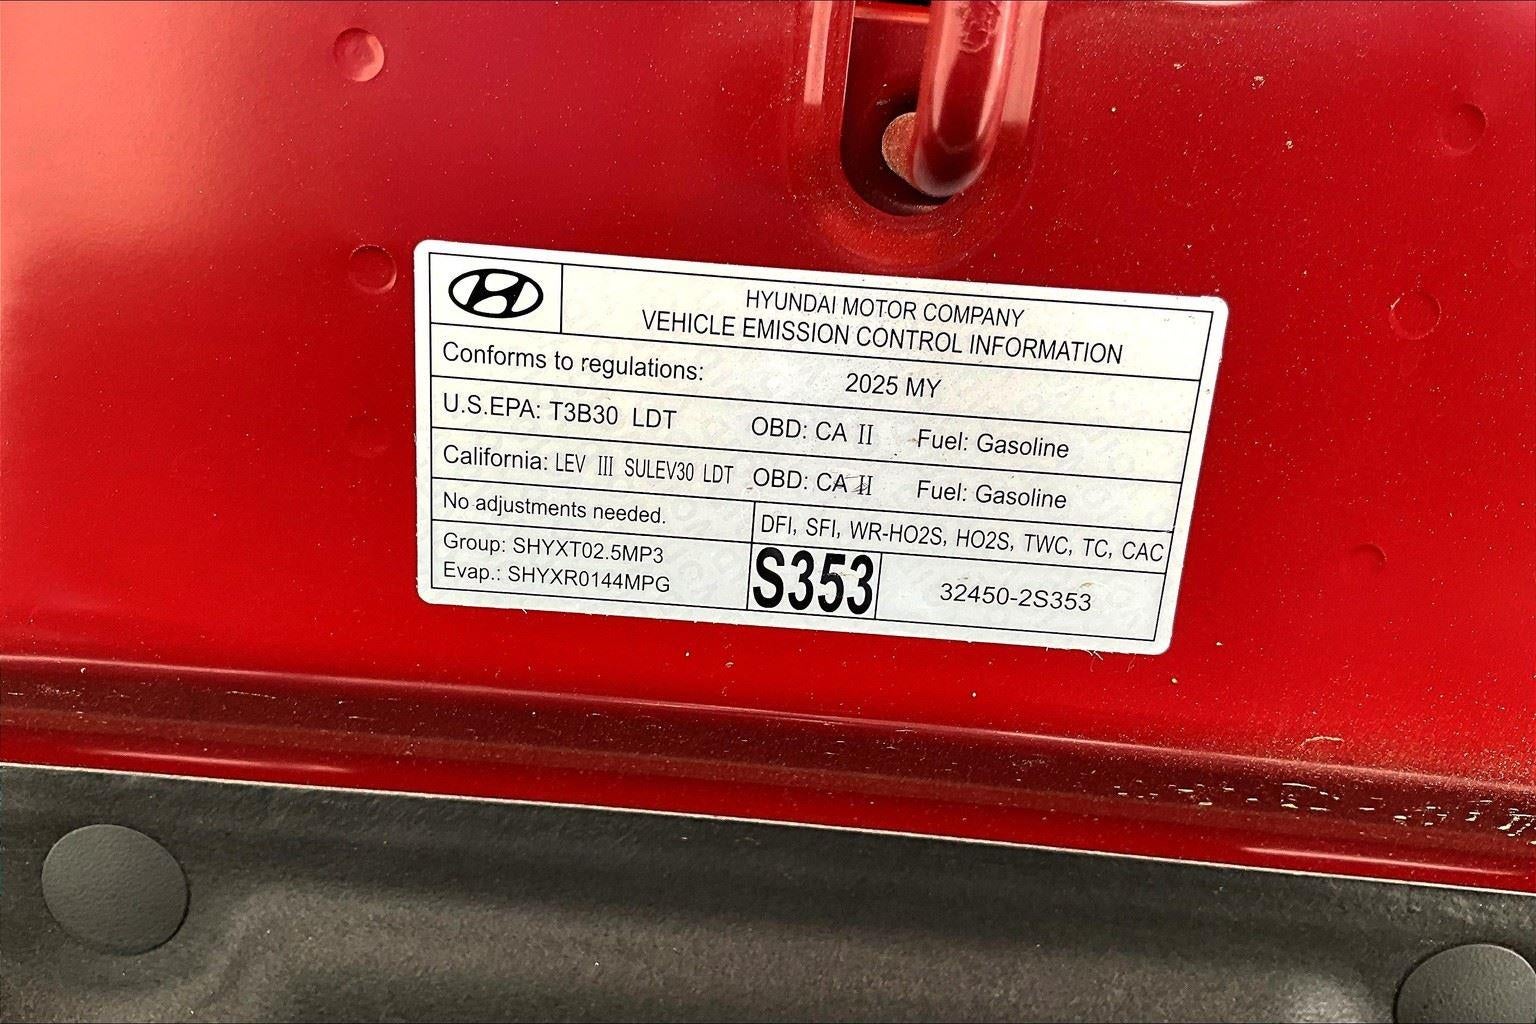 HYUNDAI MOTOR COMPANY
VEHICLE EMISSION CONTROL INFORMATION
Conforms to regulations: 2025 MY
U.S.EPA: T3B30 LDT OBD: CA II Fuel: Gasoline
California: LEV III SULEV30 LDT OBD: CA II Fuel: Gasoline
No adjustments needed. DFI, SFI, WR-HO2S, HO2S, TWC, TC, CAC
Group: SHYXT02.5MP3
Evap.: SHYXR0144MPG
S353
32450-2S353